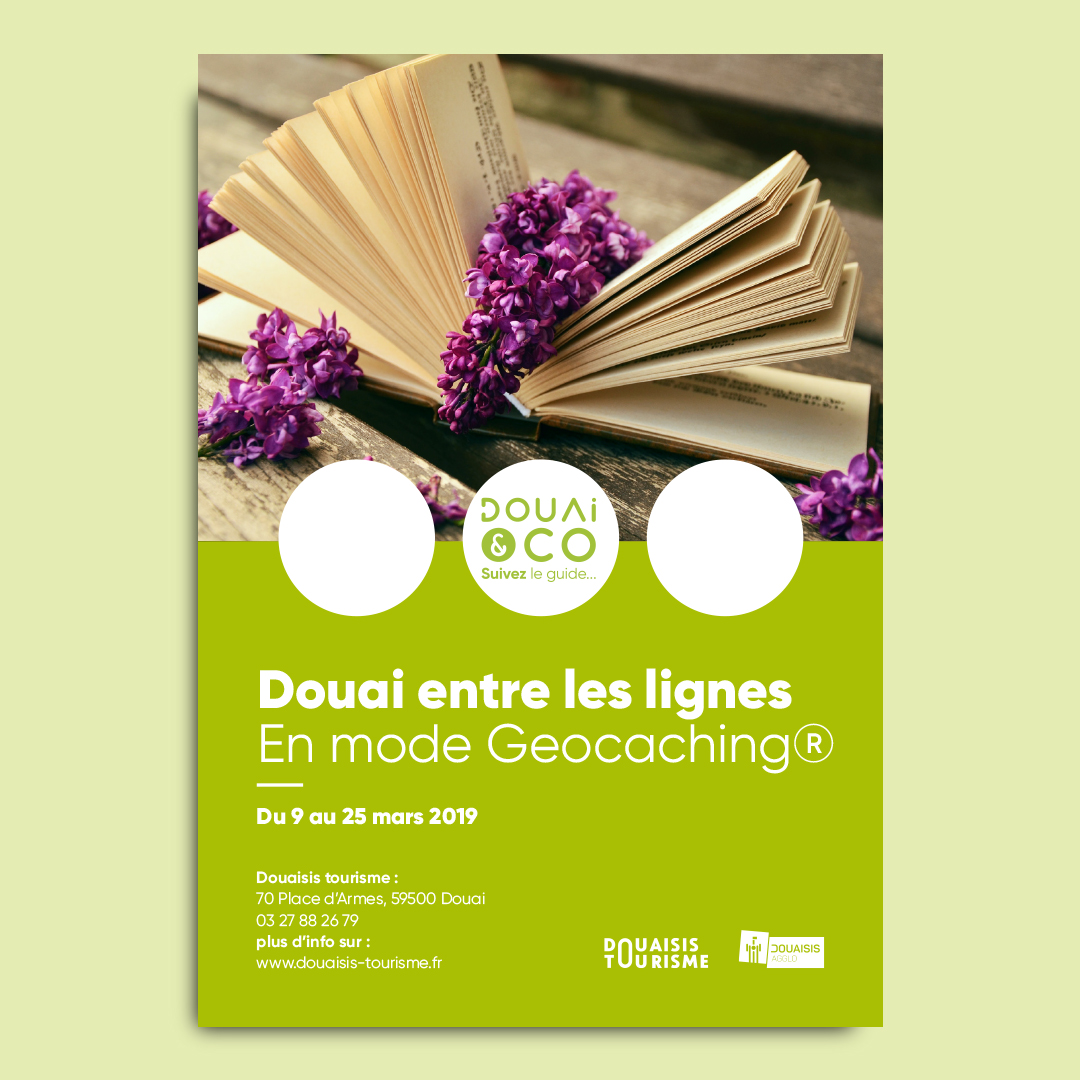 DOUAi
& CO
Suivez le guide...
Douai entre les lignes
En mode Geocaching®
Du 9 au 25 mars 2019
Douaisis tourisme :
70 Place d'Armes, 59500 Douai
03 27 88 26 79
plus d'info sur :
www.douaisis-tourisme.fr
DOUAISIS
TOURISME
DOUAISIS
AGGLO